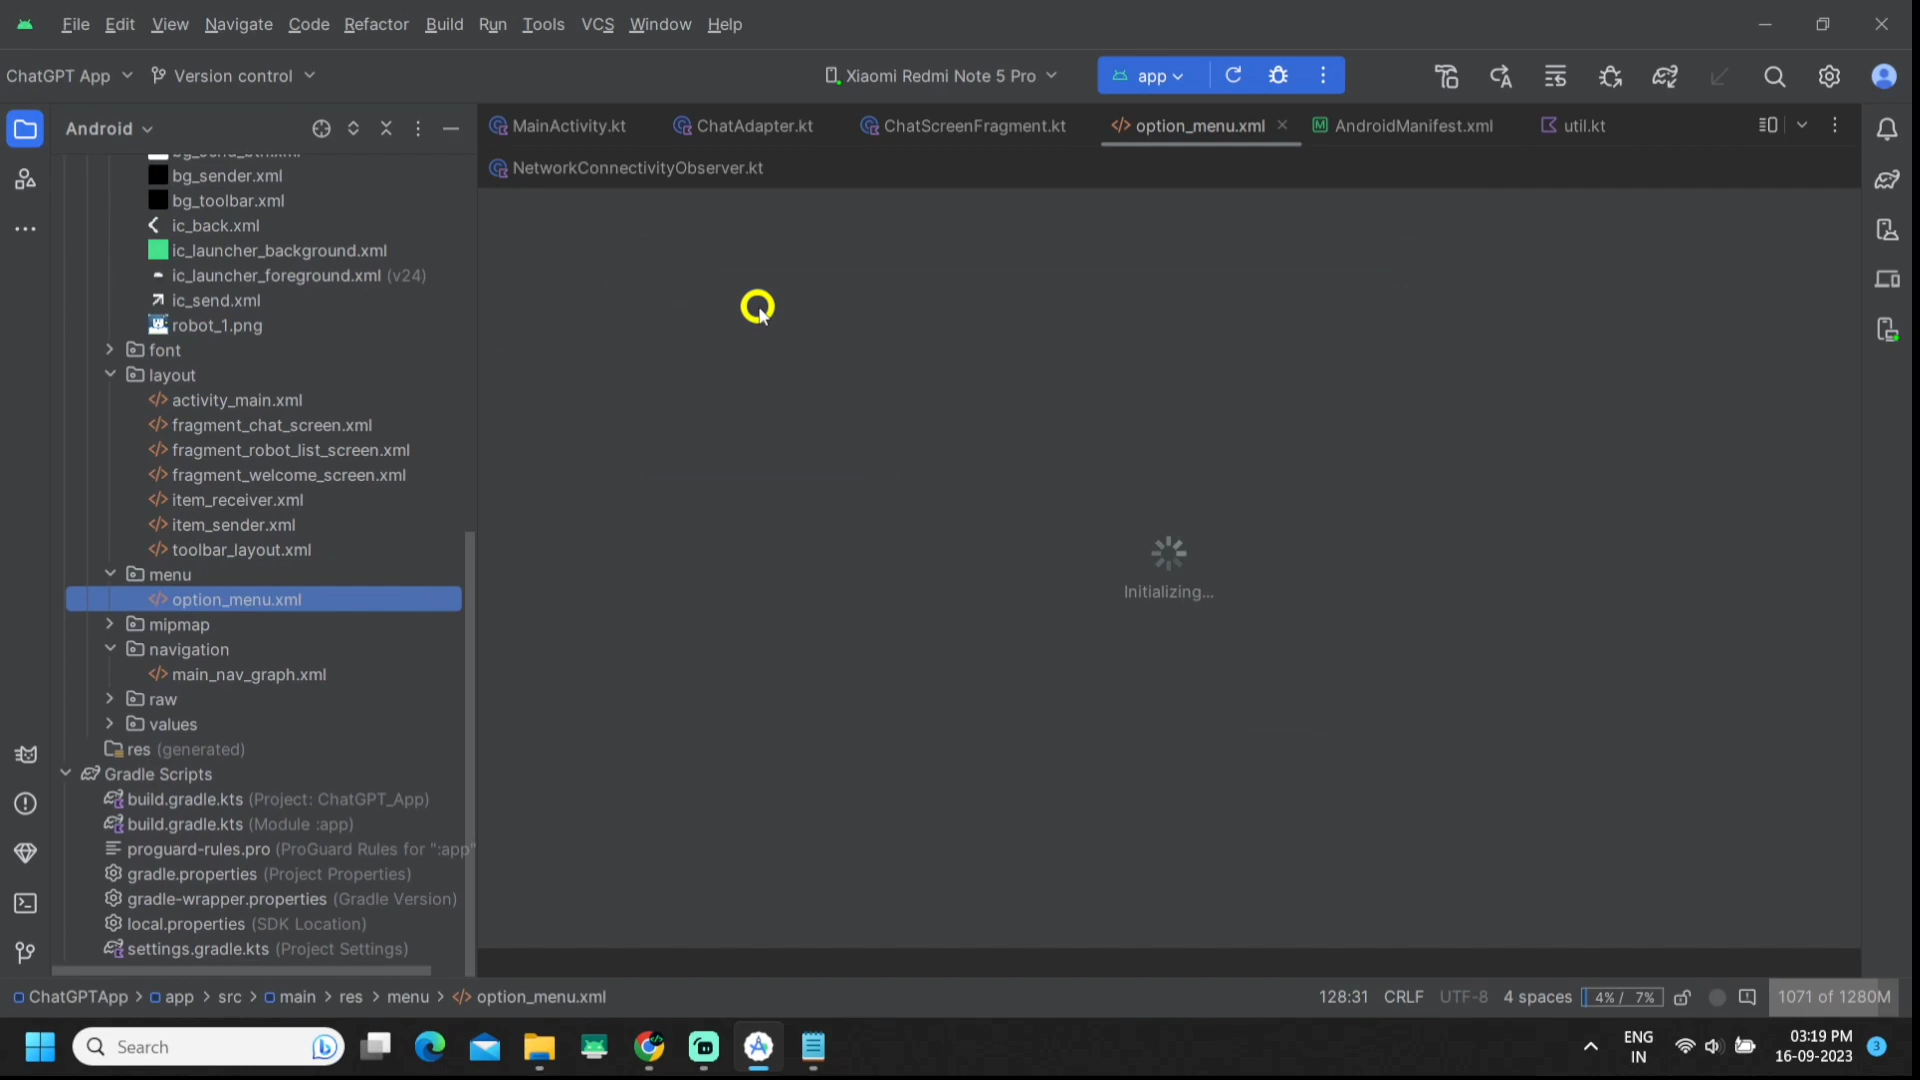 File Edit View Navigate Code Refactor Build Run Tools VCS Window Help
ChatGPT App Version control Xiaomi Redmi Note 5 Pro app
Android
MainActivity.kt ChatAdapter.kt ChatScreenFragment.kt option_menu.xml AndroidManifest.xml util.kt
NetworkConnectivityObserver.kt
bg_send_btn.xml
bg_sender.xml
bg_toolbar.xml
ic_back.xml
ic_launcher_background.xml
ic_launcher_foreground.xml (v24)
ic_send.xml
robot_1.png
font
layout
activity_main.xml
fragment_chat_screen.xml
fragment_robot_list_screen.xml
fragment_welcome_screen.xml
item_receiver.xml
item_sender.xml
toolbar_layout.xml
menu
option_menu.xml
mipmap
navigation
main_nav_graph.xml
raw
values
res (generated)
Gradle Scripts
build.gradle.kts (Project: ChatGPT_App)
build.gradle.kts (Module :app)
proguard-rules.pro (ProGuard Rules for ":app"
gradle.properties (Project Properties)
gradle-wrapper.properties (Gradle Version)
local.properties (SDK Location)
settings.gradle.kts (Project Settings)
Initializing...
ChatGPTApp > app > src > main > res > menu > option_menu.xml
128:31 CRLF UTF-8 4 spaces 4% / 7% 1071 of 1280M
Search
ENG
IN
03:19 PM
16-09-2023
3